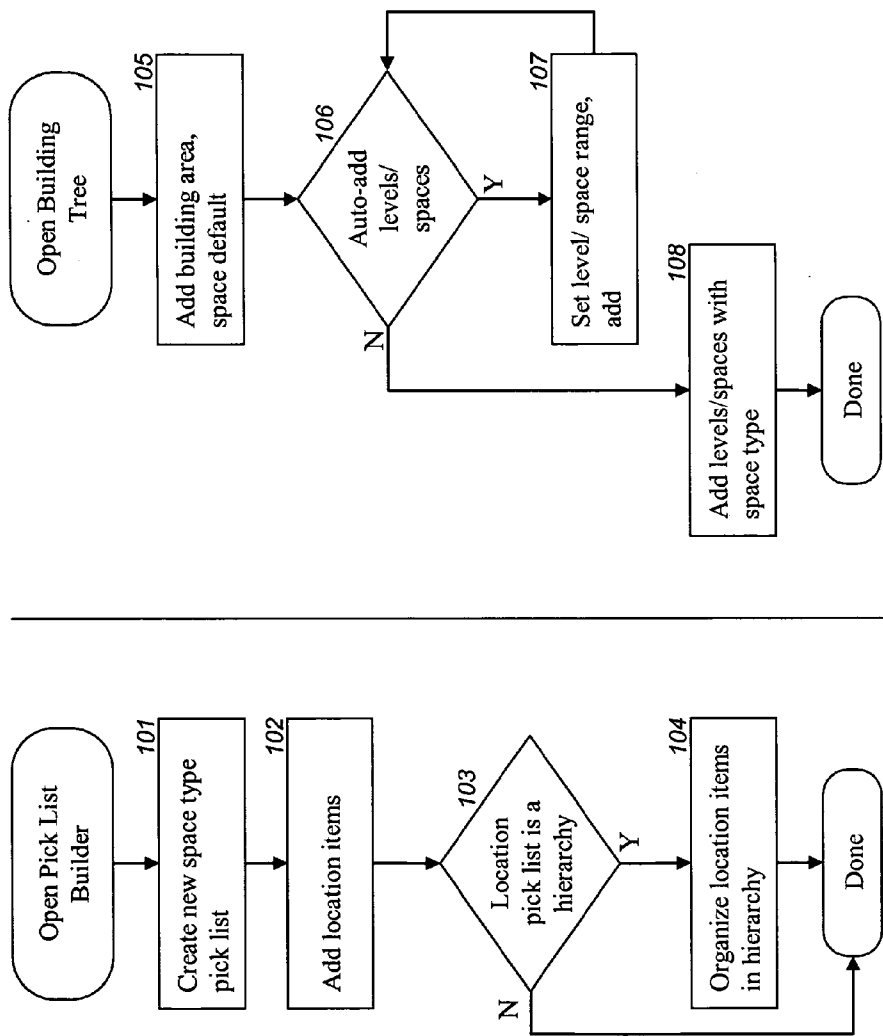 Open Pick List
Builder
101
Create new space type
pick list
102
Add location items
103
Location
pick list is a
hierarchy
N
Y
104
Organize location items
in hierarchy
Done
Open Building
Tree
105
Add building area,
space default
106
Auto-add
levels/
spaces
N
Y
107
Set level/ space range,
add
108
Add levels/spaces with
space type
Done